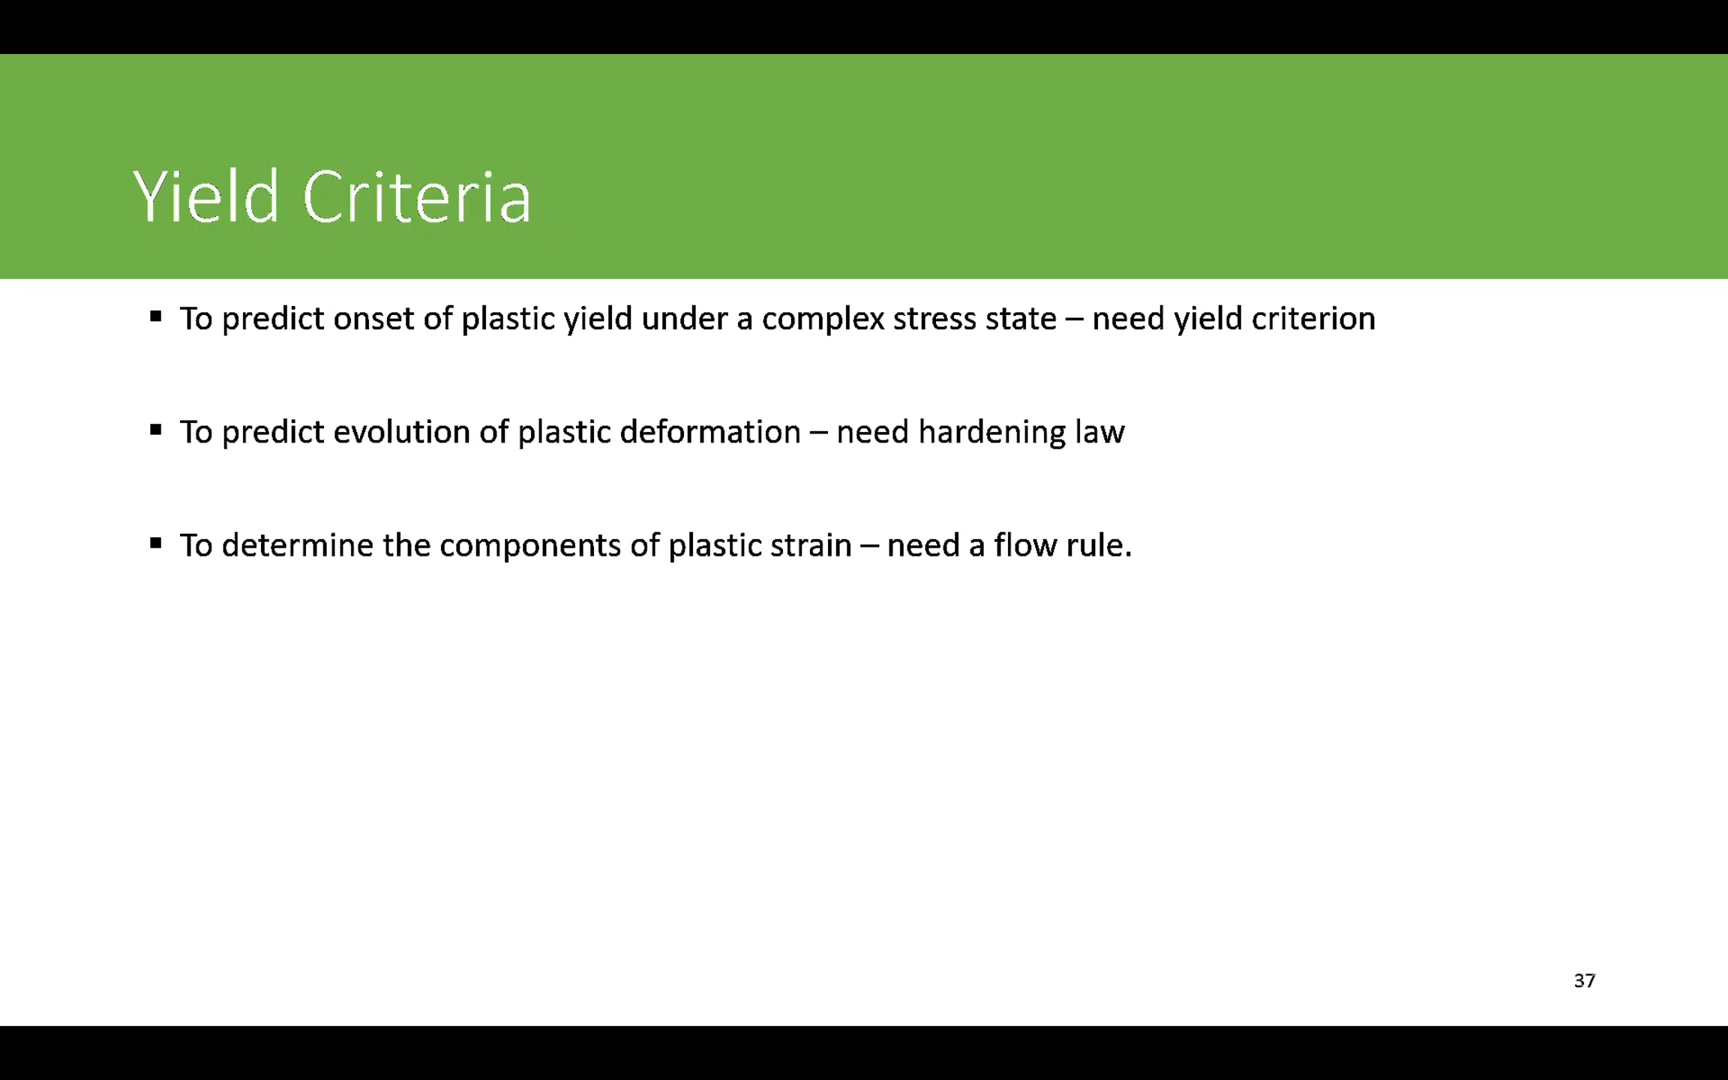 Yield Criteria
▪ To predict onset of plastic yield under a complex stress state – need yield criterion
▪ To predict evolution of plastic deformation – need hardening law
▪ To determine the components of plastic strain – need a flow rule.
37